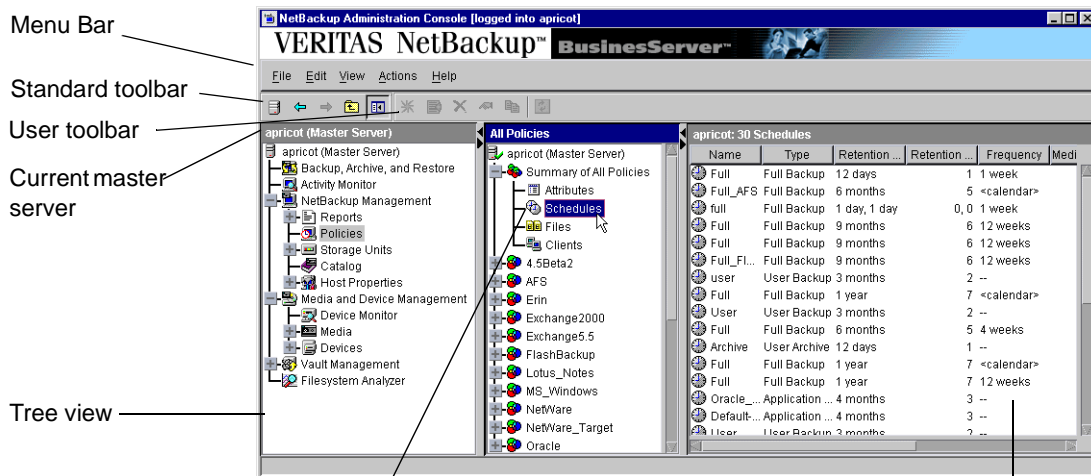 Menu Bar
Standard toolbar
User toolbar
Current master
server
Tree view
NetBackup Administration Console [logged into apricot]
VERITAS NetBackup™ BusinesServer™
File Edit View Actions Help
apricot (Master Server)
apricot (Master Server)
Backup, Archive, and Restore
Activity Monitor
NetBackup Management
Reports
Policies
Storage Units
Catalog
Host Properties
Media and Device Management
Device Monitor
Media
Devices
Vault Management
Filesystem Analyzer
All Policies
apricot (Master Server)
Summary of All Policies
Attributes
Schedules
Files
Clients
4.5Beta2
AFS
Erin
Exchange2000
Exchange5.5
FlashBackup
Lotus_Notes
MS_Windows
NetWare
NetWare_Target
Oracle
apricot: 30 Schedules
Name Type Retention ... Retention ... Frequency Medi
Full Full Backup 12 days 1 1 week
Full_AFS Full Backup 6 months 5 <calendar>
full Full Backup 1 day, 1 day 0, 0 1 week
Full Full Backup 9 months 6 12 weeks
Full Full Backup 9 months 6 12 weeks
Full_Fl... Full Backup 9 months 6 12 weeks
user User Backup 3 months 2 --
Full Full Backup 1 year 7 <calendar>
User User Backup 3 months 2 --
Full Full Backup 6 months 5 4 weeks
Archive User Archive 12 days 1 --
Full Full Backup 1 year 7 <calendar>
Full Full Backup 1 year 7 12 weeks
Oracle_... Application ... 4 months 3 --
Default-... Application ... 4 months 3 --
User User Backup 3 months 2 --